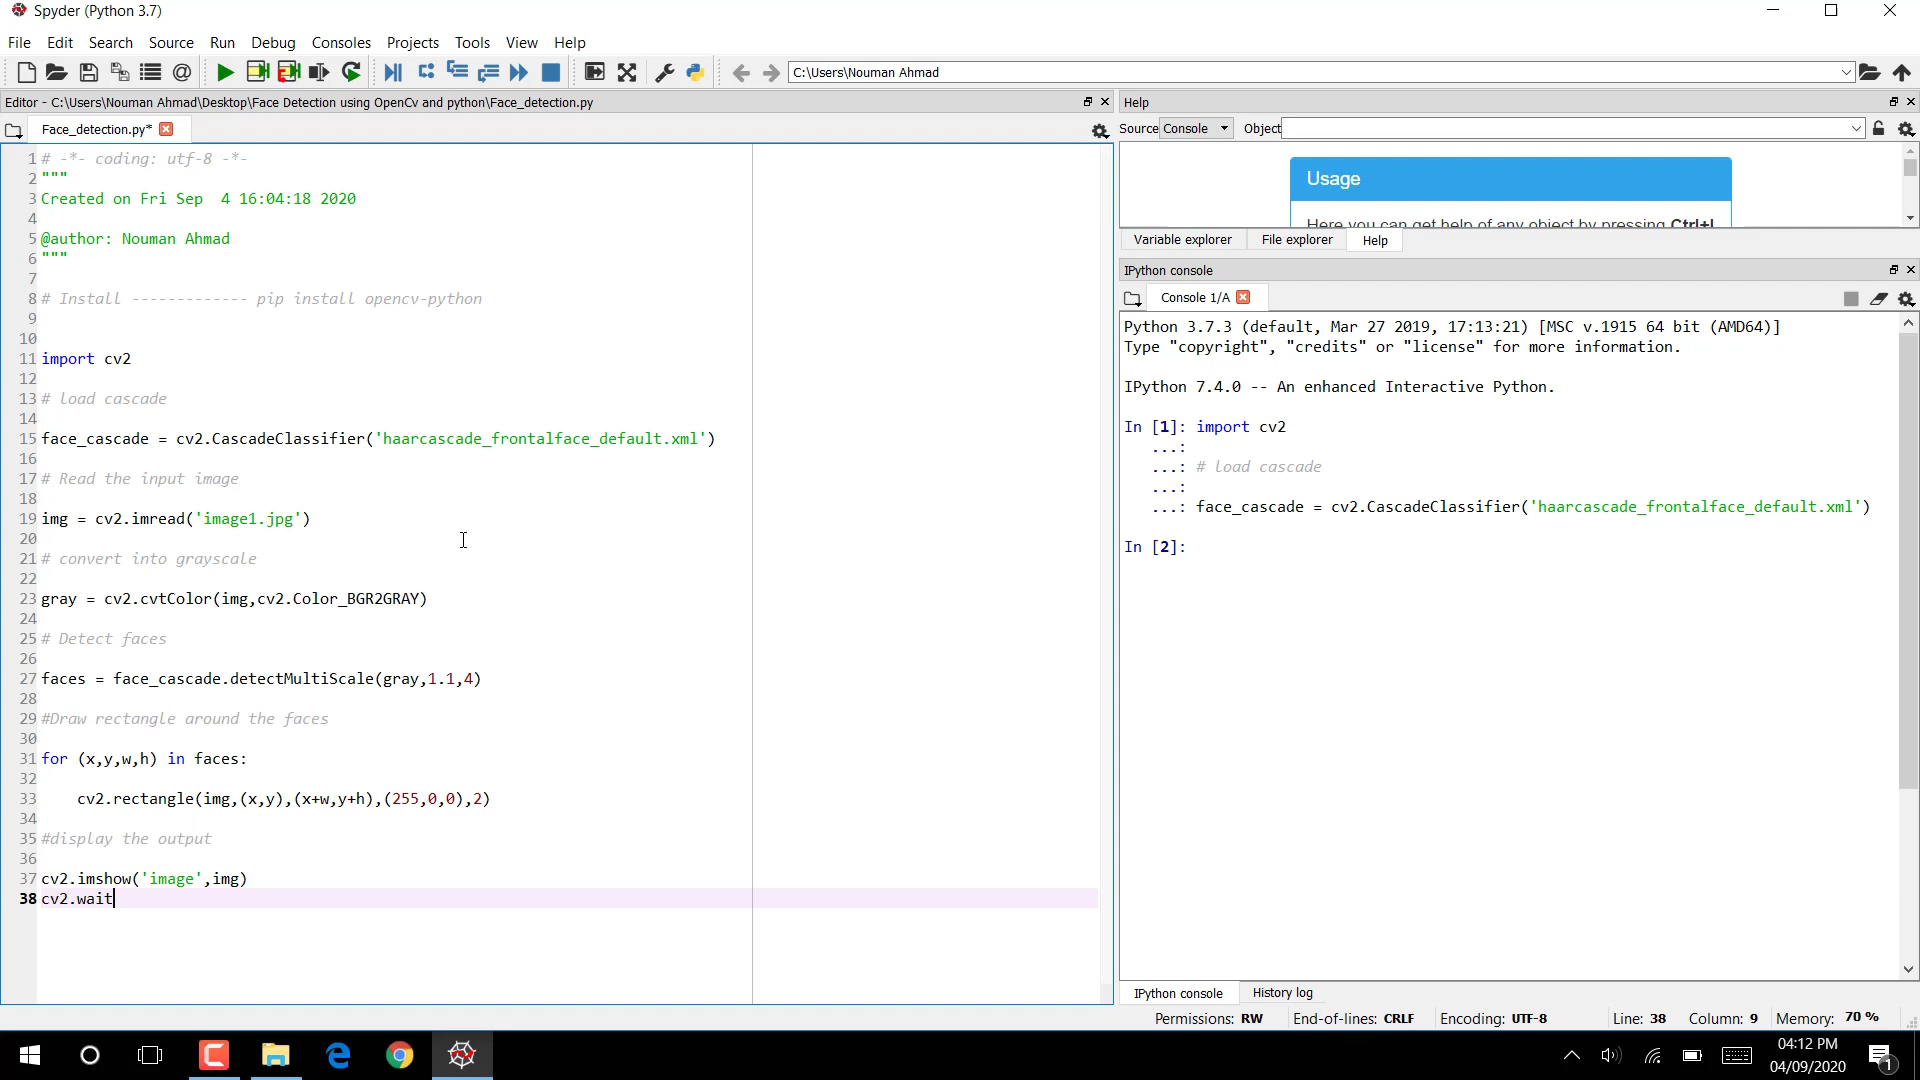 Spyder (Python 3.7)
File Edit Search Source Run Debug Consoles Projects Tools View Help
C:\Users\Nouman Ahmad
Editor - C:\Users\Nouman Ahmad\Desktop\Face Detection using OpenCv and python\Face_detection.py
Face_detection.py*
1 # -*- coding: utf-8 -*-
2 """
3 Created on Fri Sep  4 16:04:18 2020
4
5 @author: Nouman Ahmad
6 """
7
8 # Install ------------- pip install opencv-python
9
10
11 import cv2
12
13 # load cascade
14
15 face_cascade = cv2.CascadeClassifier('haarcascade_frontalface_default.xml')
16
17 # Read the input image
18
19 img = cv2.imread('image1.jpg')
20
21 # convert into grayscale
22
23 gray = cv2.cvtColor(img,cv2.Color_BGR2GRAY)
24
25 # Detect faces
26
27 faces = face_cascade.detectMultiScale(gray,1.1,4)
28
29 #Draw rectangle around the faces
30
31 for (x,y,w,h) in faces:
32
33     cv2.rectangle(img,(x,y),(x+w,y+h),(255,0,0),2)
34
35 #display the output
36
37 cv2.imshow('image',img)
38 cv2.wait
Help
Source Console Object
Usage
Here you can get help of any object by pressing Ctrl+I
Variable explorer File explorer Help
IPython console
Console 1/A
Python 3.7.3 (default, Mar 27 2019, 17:13:21) [MSC v.1915 64 bit (AMD64)]
Type "copyright", "credits" or "license" for more information.
IPython 7.4.0 -- An enhanced Interactive Python.
In [1]: import cv2
...:
...: # load cascade
...:
...: face_cascade = cv2.CascadeClassifier('haarcascade_frontalface_default.xml')
In [2]:
IPython console History log
Permissions: RW End-of-lines: CRLF Encoding: UTF-8 Line: 38 Column: 9 Memory: 70 %
04:12 PM
04/09/2020
1